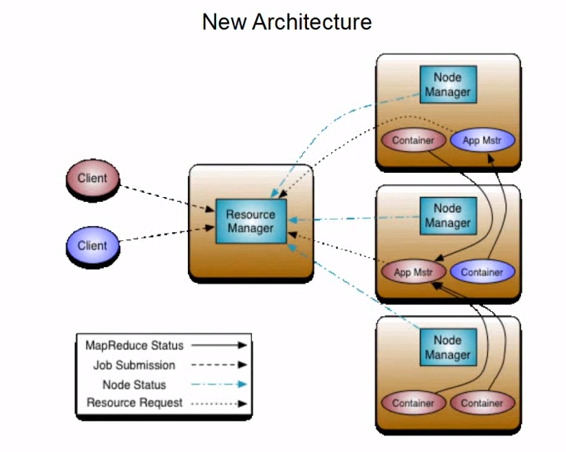 New Architecture
Node
Manager
Container
App Mstr
Client
Resource
Manager
Client
Node
Manager
App Mstr
Container
Node
Manager
Container
Container
MapReduce Status
Job Submission
Node Status
Resource Request